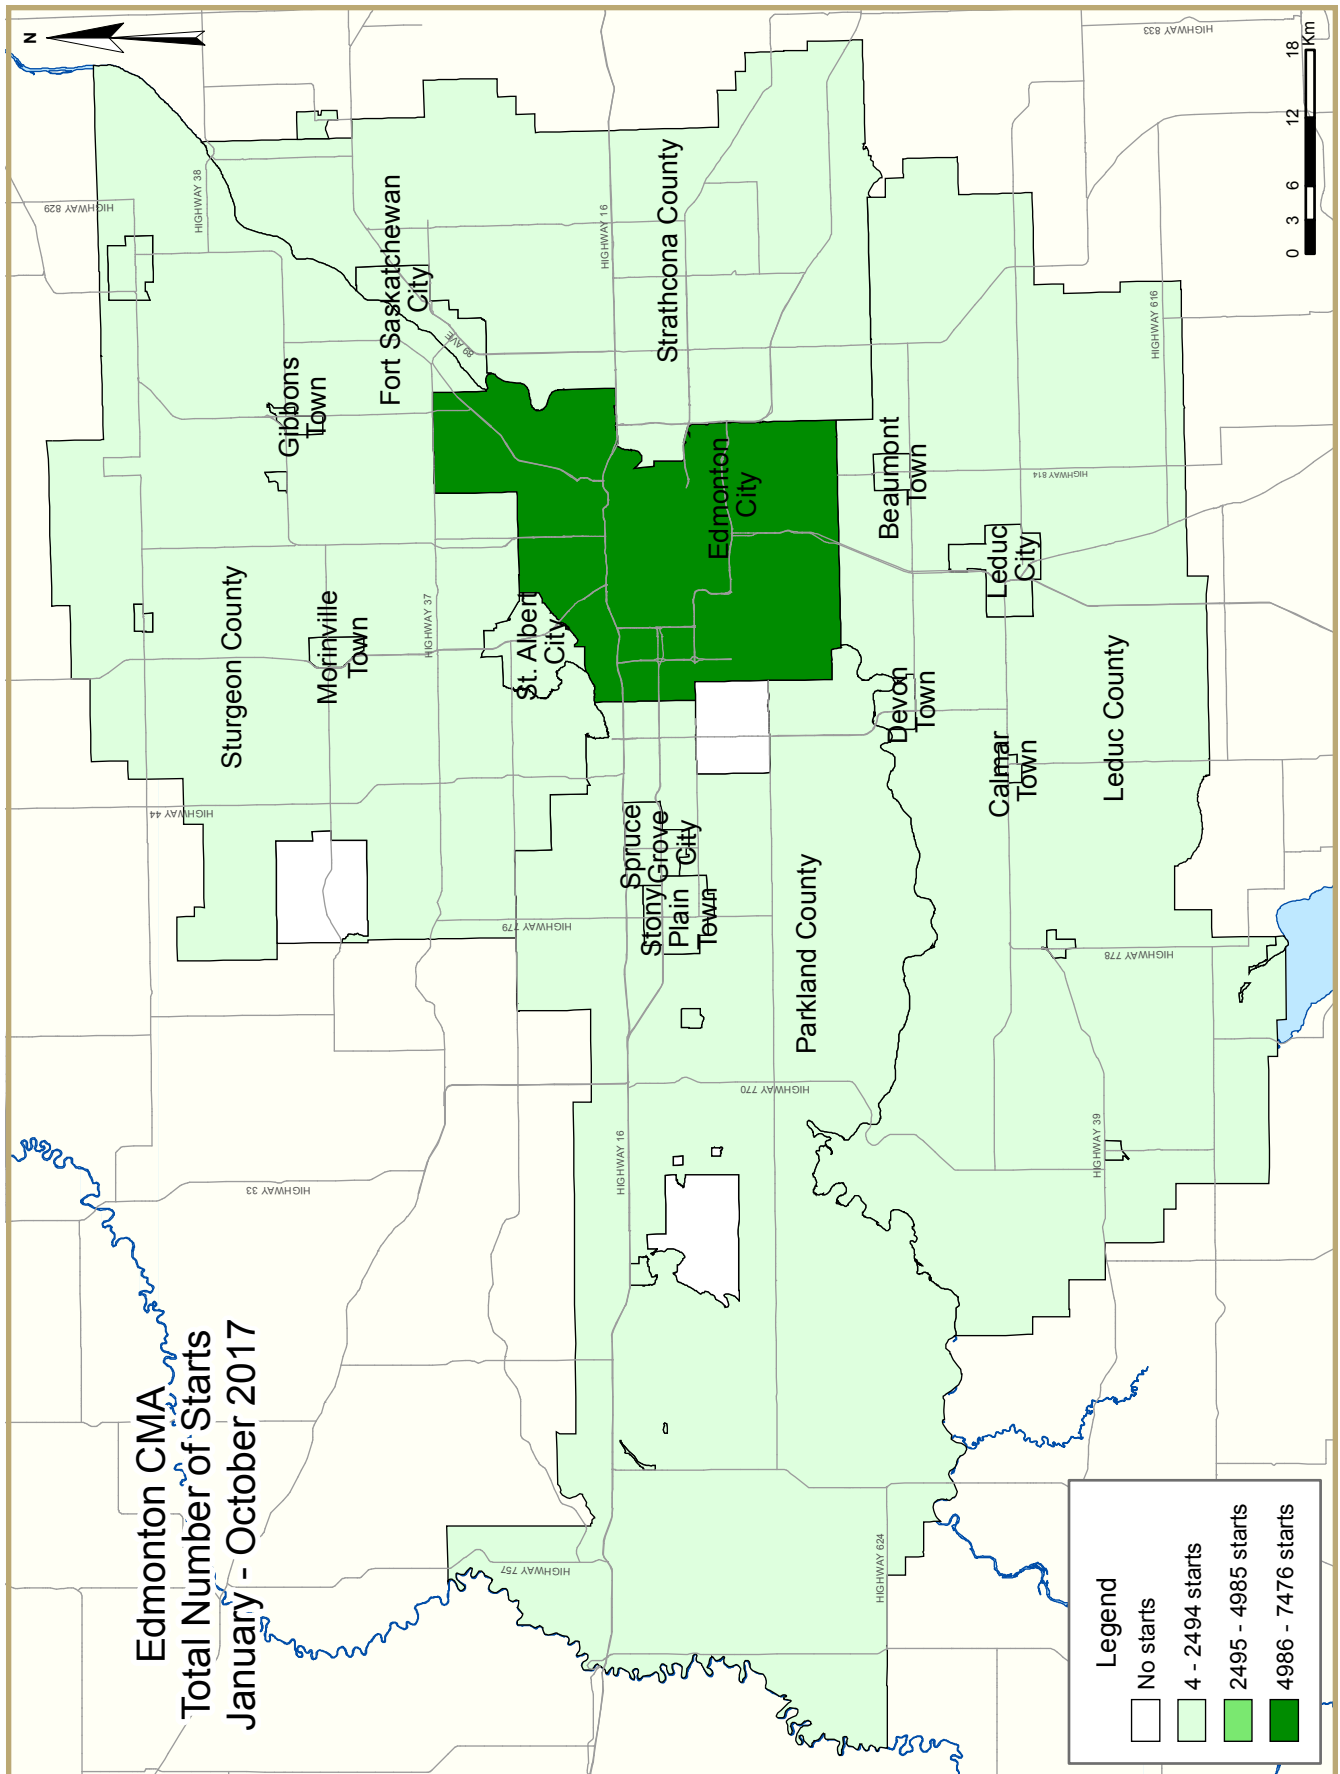 Edmonton CMA
Total Number of Starts
January - October 2017
N
HIGHWAY 829
HIGHWAY 38
HIGHWAY 833
Gibbons
Town
Fort Saskatchewan
City
89 AVE
HIGHWAY 16
Strathcona County
Sturgeon County
Morinville
Town
HIGHWAY 37
HIGHWAY 44
St. Albert
City
Edmonton
City
Beaumont
Town
HIGHWAY 814
HIGHWAY 616
Leduc
City
Devon
Town
Calmar
Town
Leduc County
Spruce
Grove
City
Stony
Plain
Town
HIGHWAY 779
Parkland County
HIGHWAY 778
HIGHWAY 770
HIGHWAY 39
HIGHWAY 16
HIGHWAY 33
HIGHWAY 757
HIGHWAY 624
Legend
No starts
4 - 2494 starts
2495 - 4985 starts
4986 - 7476 starts
0 3 6 12 18
Km